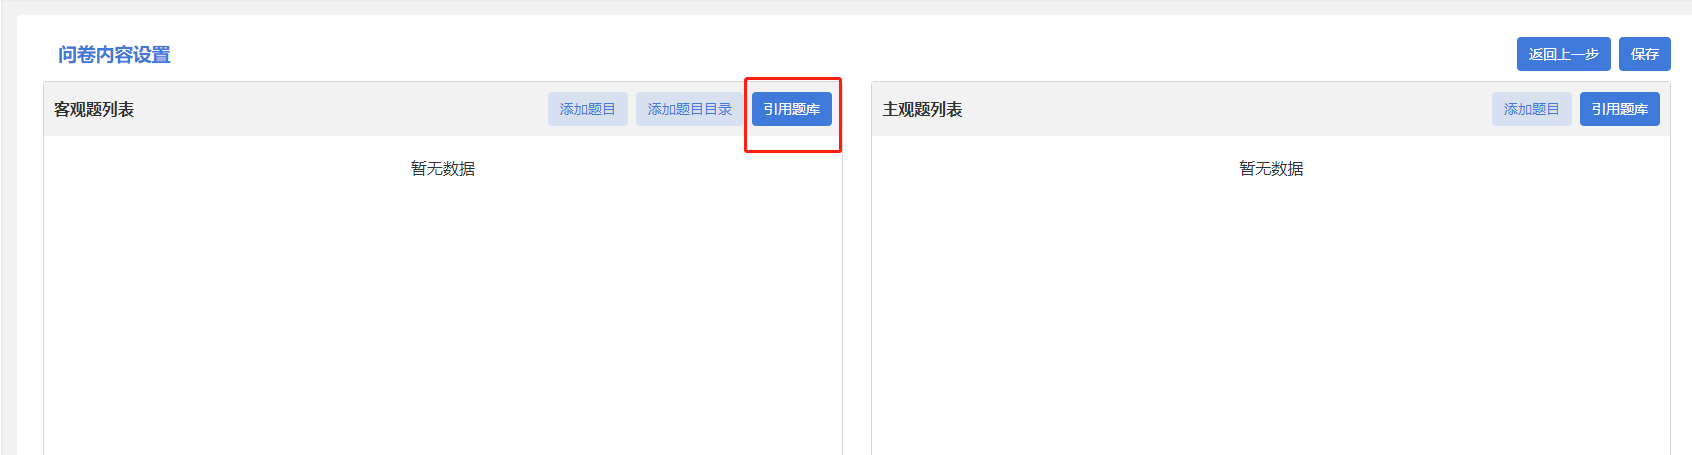 问卷内容设置 返回上一步 保存
客观题列表 添加题目 添加题目目录 引用题库
暂无数据
主观题列表 添加题目 引用题库
暂无数据